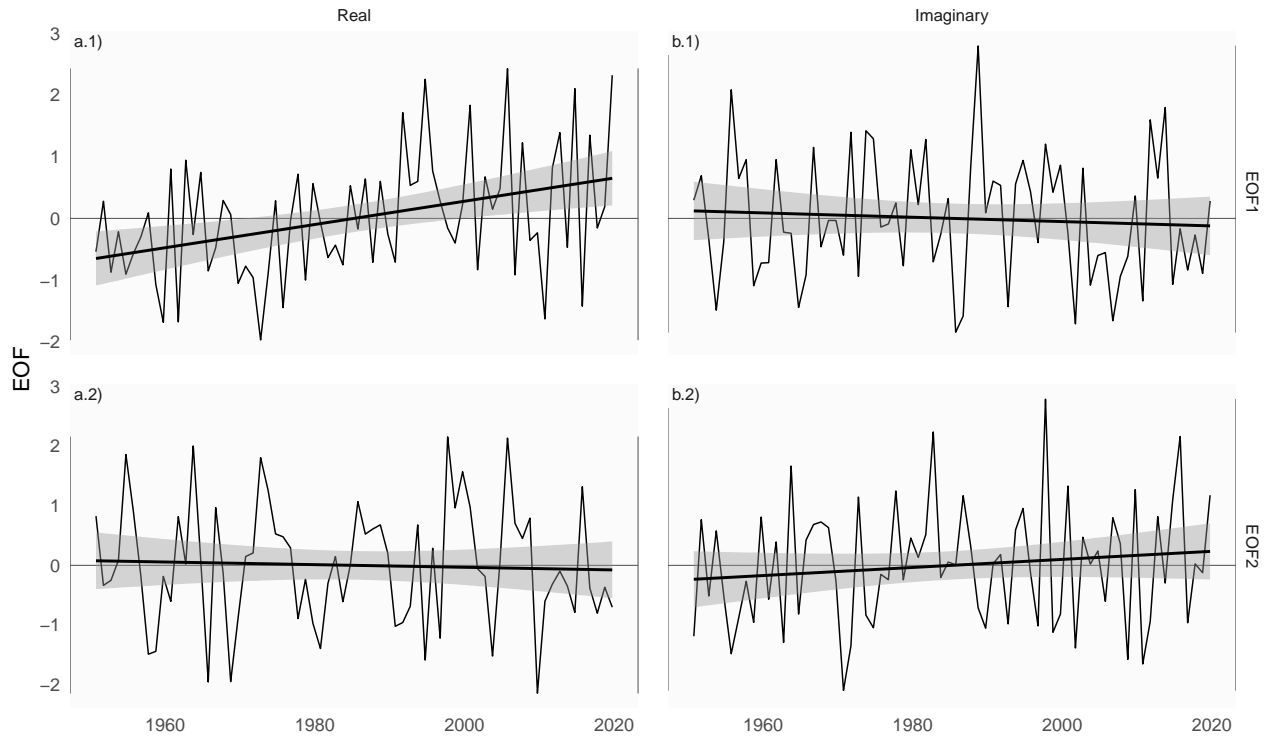 Real
Imaginary
a.1)
b.1)
3
2
1
0
−1
−2
EOF1
EOF
a.2)
b.2)
3
2
1
0
−1
−2
EOF2
1960
1980
2000
2020
1960
1980
2000
2020